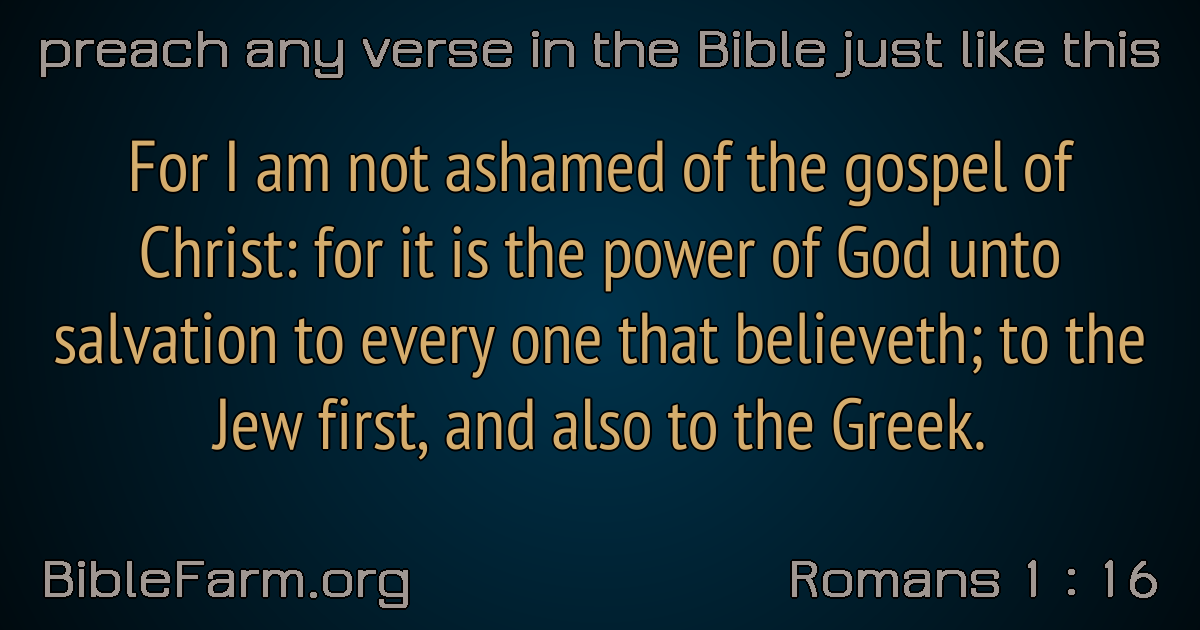 preach any verse in the Bible just like this
For I am not ashamed of the gospel of
Christ: for it is the power of God unto
salvation to every one that believeth; to the
Jew first, and also to the Greek.
BibleFarm.org
Romans 1 : 16